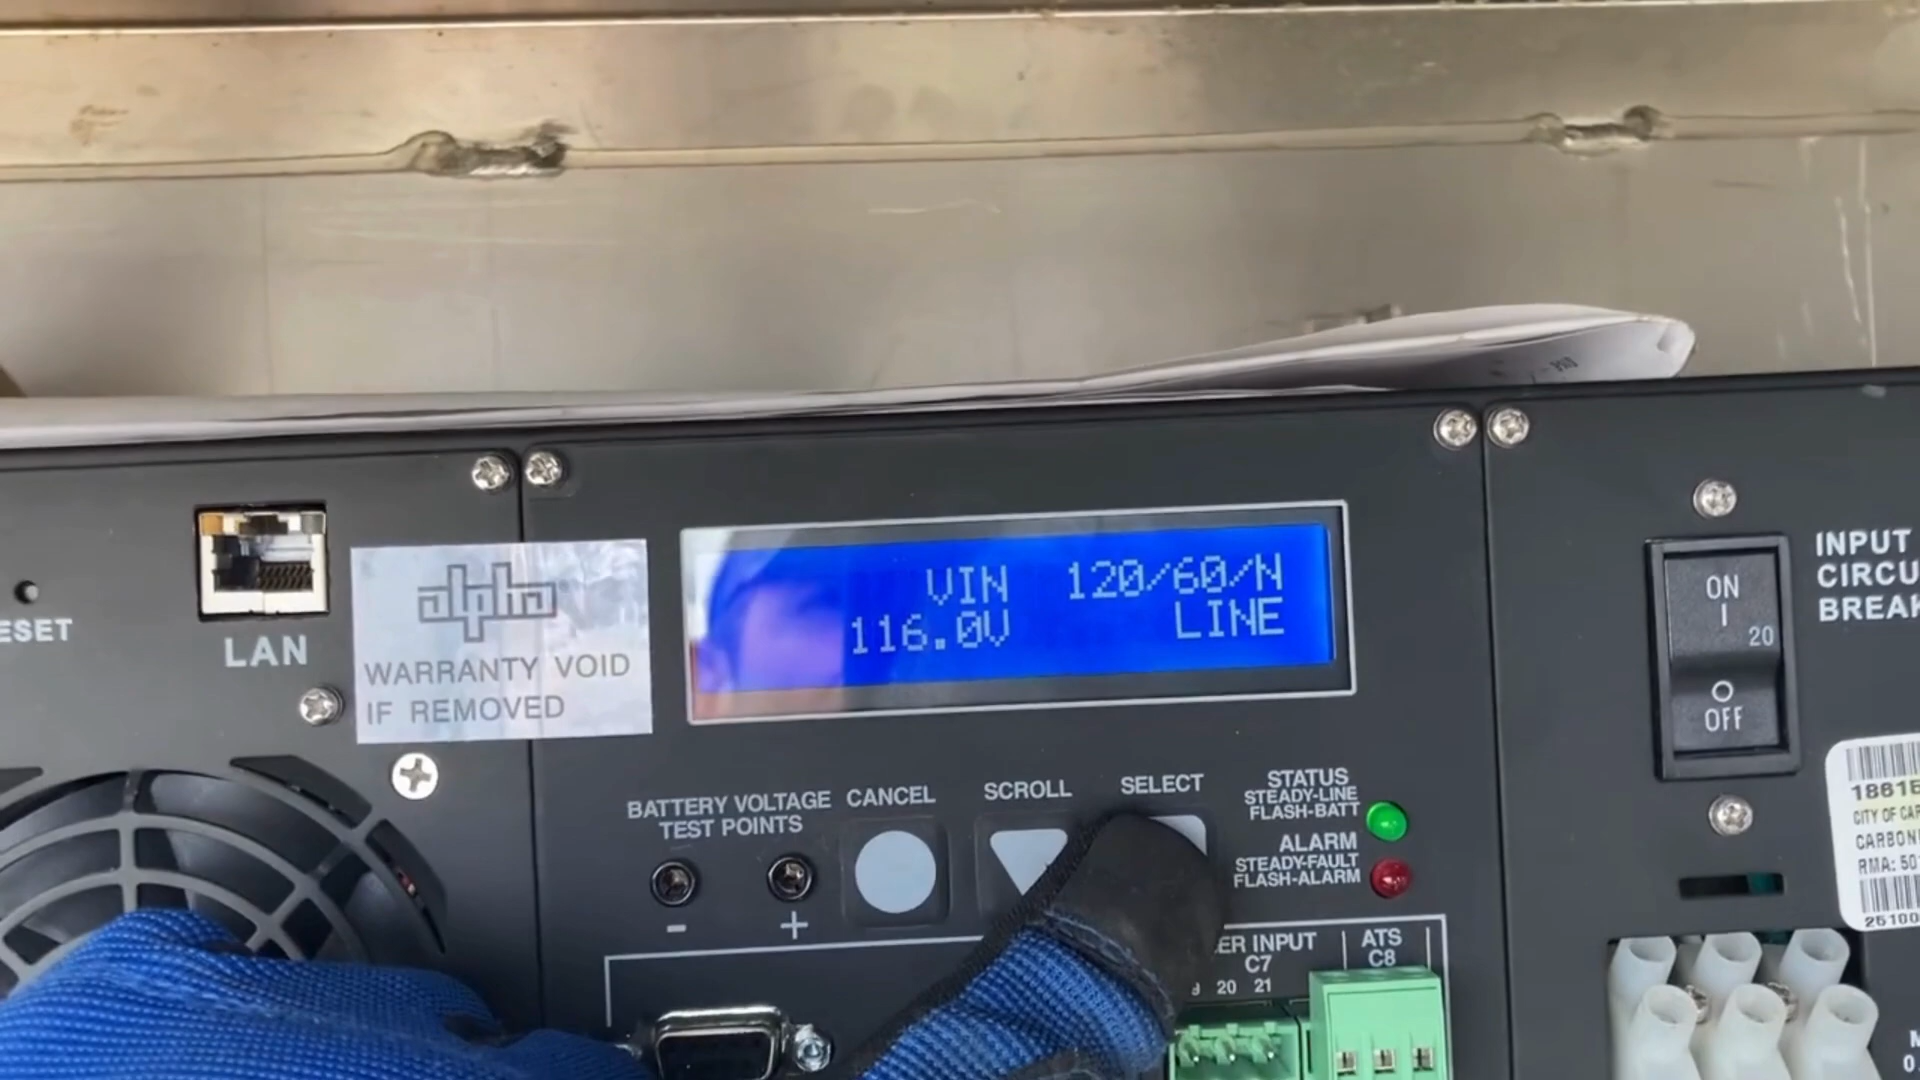 ESET
LAN
alpha
WARRANTY VOID
IF REMOVED
VIN 120/60/N
116.0V LINE
BATTERY VOLTAGE
TEST POINTS
- +
CANCEL
SCROLL
SELECT
STATUS
STEADY-LINE
FLASH-BATT
ALARM
STEADY-FAULT
FLASH-ALARM
ER INPUT
C7
20 21
ATS
C8
ON
I
20
O
OFF
INPUT
CIRCU
BREAK
1881E
CITY OF CAR
CARBON
RMA: 50
25100